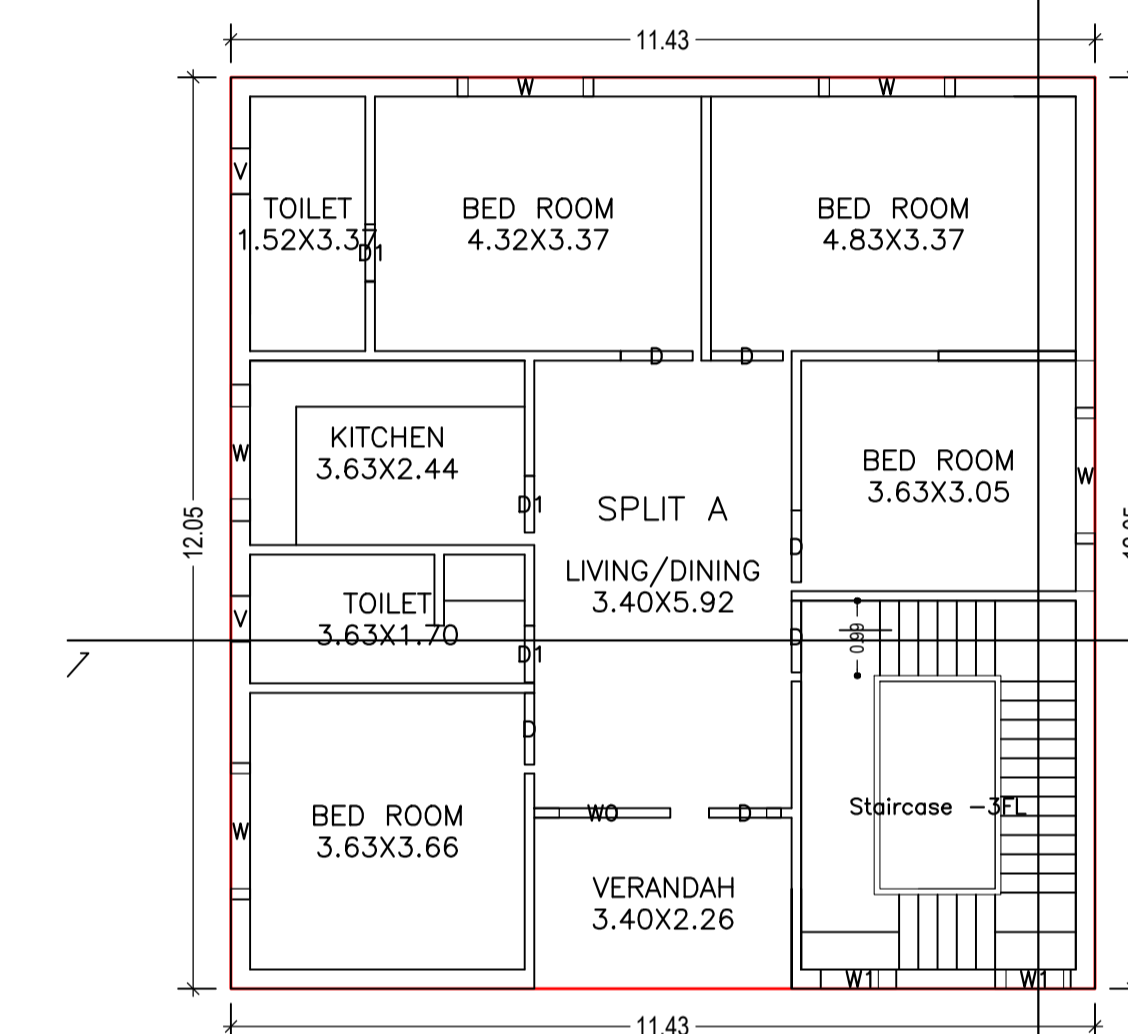 11.43
W
W
V
TOILET
1.52X3.37
D1
BED ROOM
4.32X3.37
BED ROOM
4.83X3.37
D
D
KITCHEN
3.63X2.44
W
D1
SPLIT A
BED ROOM
3.63X3.05
W
12.05
D
LIVING/DINING
3.40X5.92
TOILET
3.63X1.70
V
D1
D
0.99
D
BED ROOM
3.63X3.66
W
WO
D
Staircase -3FL
VERANDAH
3.40X2.26
W1
W1
11.43